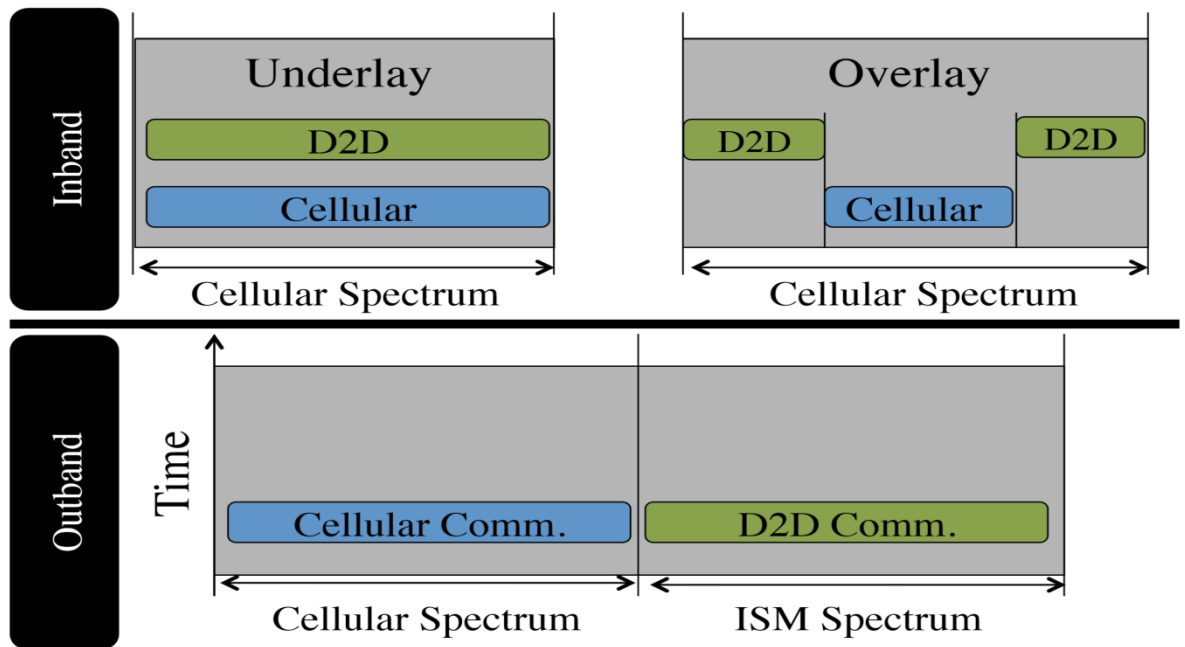 Inband
Underlay
D2D
Cellular
Cellular Spectrum
Overlay
D2D
D2D
Cellular
Cellular Spectrum
Outband
Time
Cellular Comm.
D2D Comm.
Cellular Spectrum
ISM Spectrum